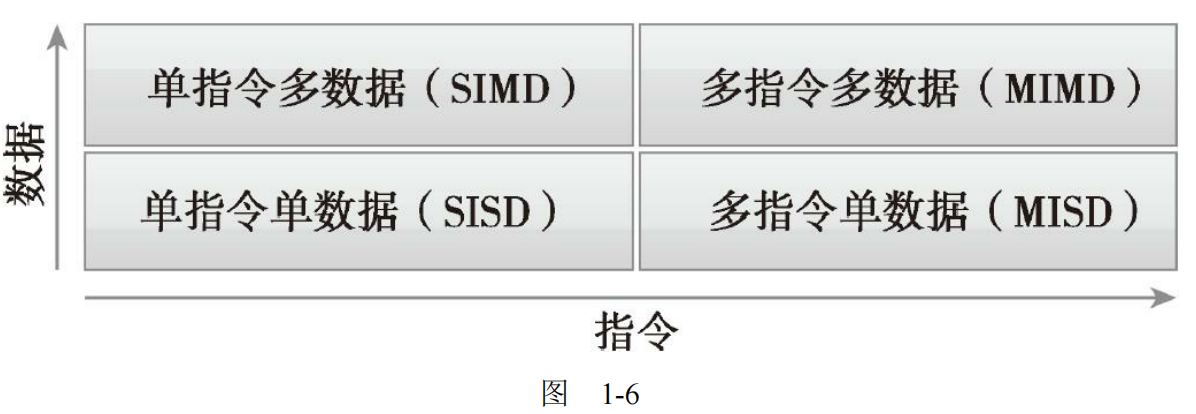 单指令多数据（SIMD）
多指令多数据（MIMD）
数据
单指令单数据（SISD）
多指令单数据（MISD）
指令
图 1-6